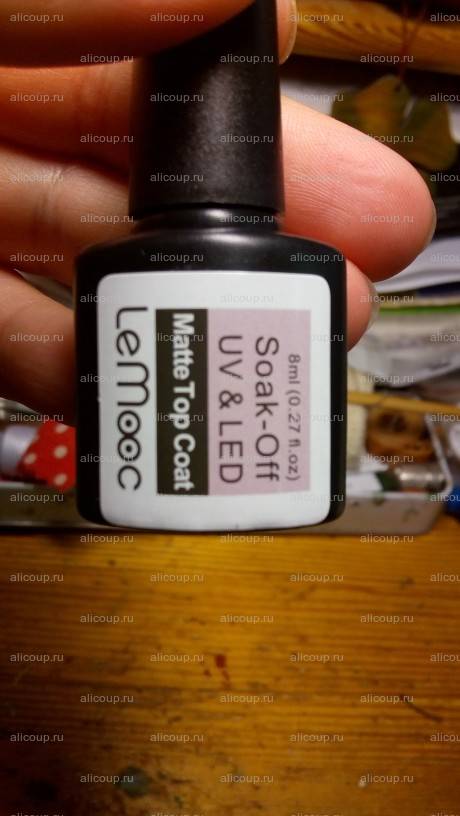 8ml (0.27 fl.oz)
Soak-Off
UV & LED
Matte Top Coat
LeMooc
alicoup.ru